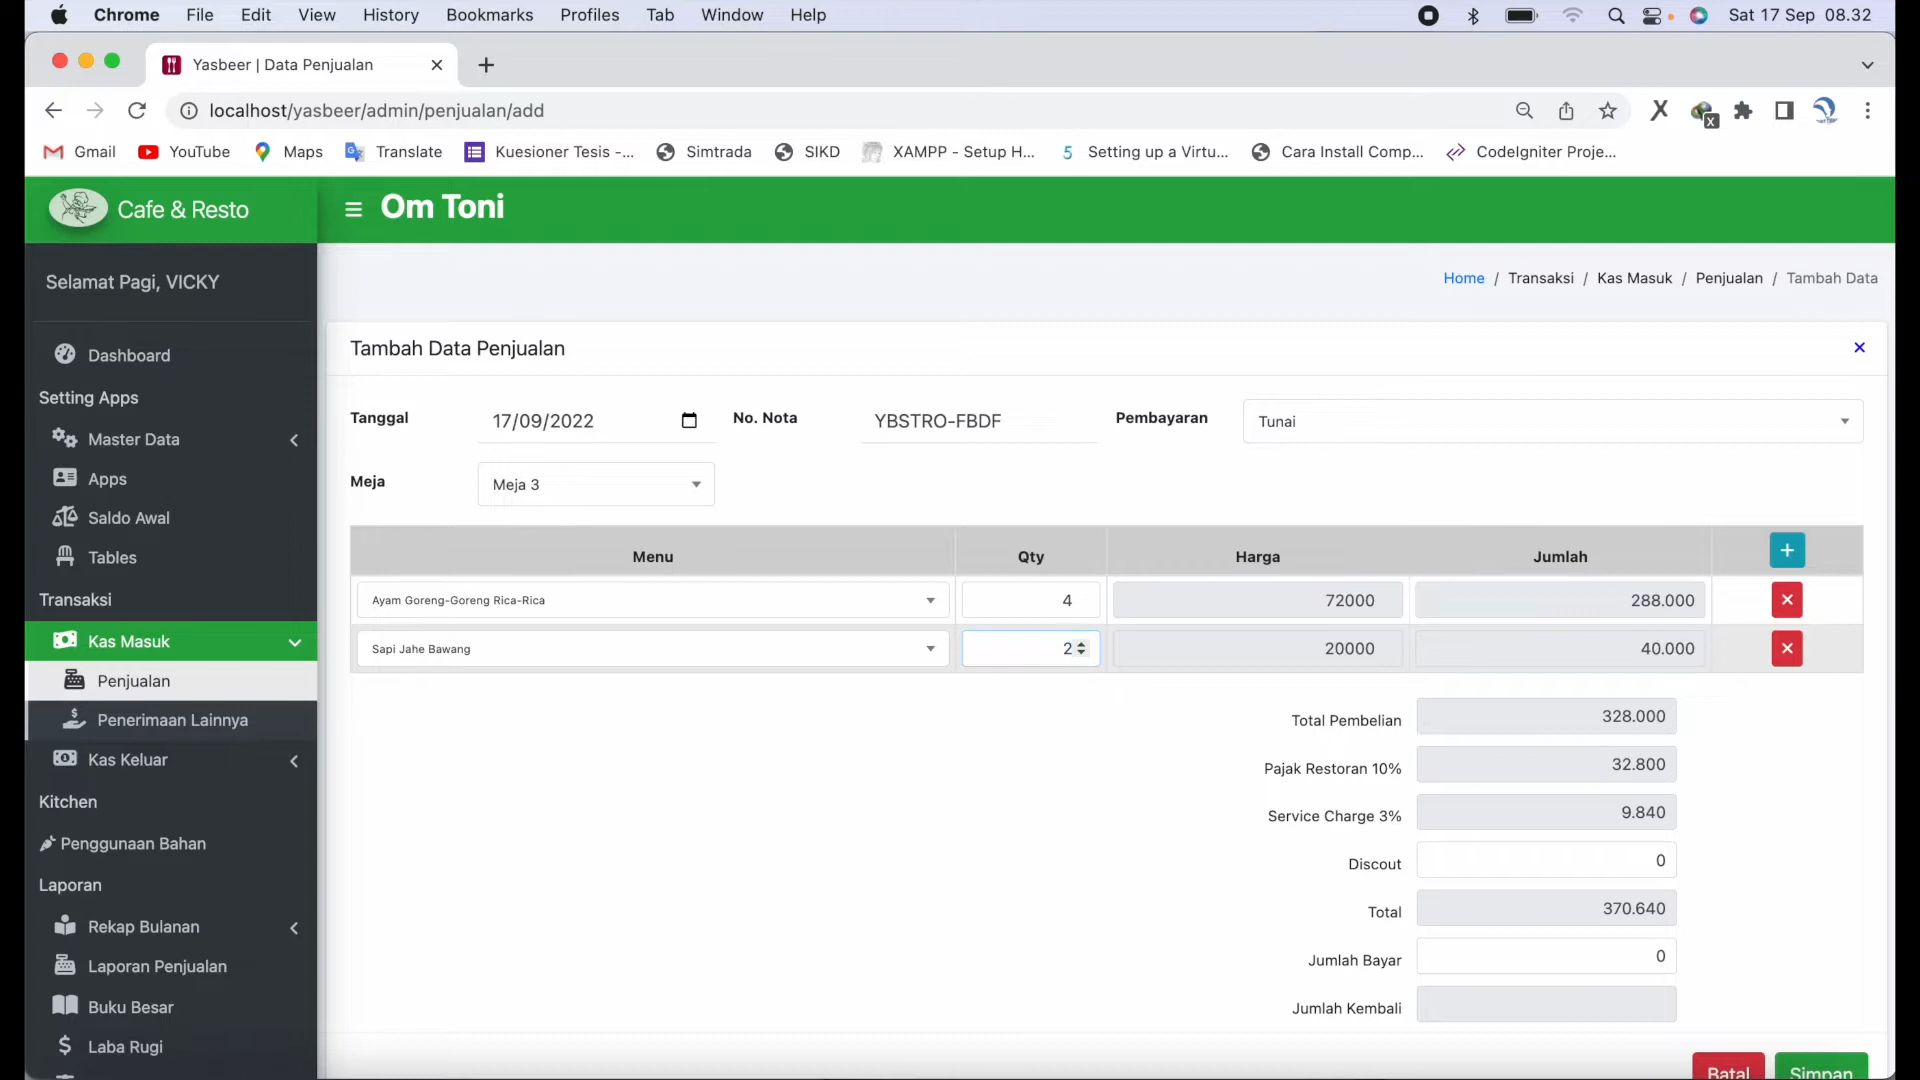 Chrome File Edit View History Bookmarks Profiles Tab Window Help Sat 17 Sep 08.32
Yasbeer | Data Penjualan
localhost/yasbeer/admin/penjualan/add
Gmail YouTube Maps Translate Kuesioner Tesis -... Simtrada SIKD XAMPP - Setup H... Setting up a Virtu... Cara Install Comp... CodeIgniter Proje...
Cafe & Resto
Om Toni
Selamat Pagi, VICKY
Home / Transaksi / Kas Masuk / Penjualan / Tambah Data
Dashboard
Setting Apps
Master Data
Apps
Saldo Awal
Tables
Transaksi
Kas Masuk
Penjualan
Penerimaan Lainnya
Kas Keluar
Kitchen
Penggunaan Bahan
Laporan
Rekap Bulanan
Laporan Penjualan
Buku Besar
Laba Rugi
Tambah Data Penjualan
Tanggal 17/09/2022 No. Nota YBSTRO-FBDF Pembayaran Tunai
Meja Meja 3
Menu Qty Harga Jumlah
Ayam Goreng-Goreng Rica-Rica 4 72000 288.000
Sapi Jahe Bawang 2 20000 40.000
Total Pembelian 328.000
Pajak Restoran 10% 32.800
Service Charge 3% 9.840
Discout 0
Total 370.640
Jumlah Bayar 0
Jumlah Kembali
Batal Simpan